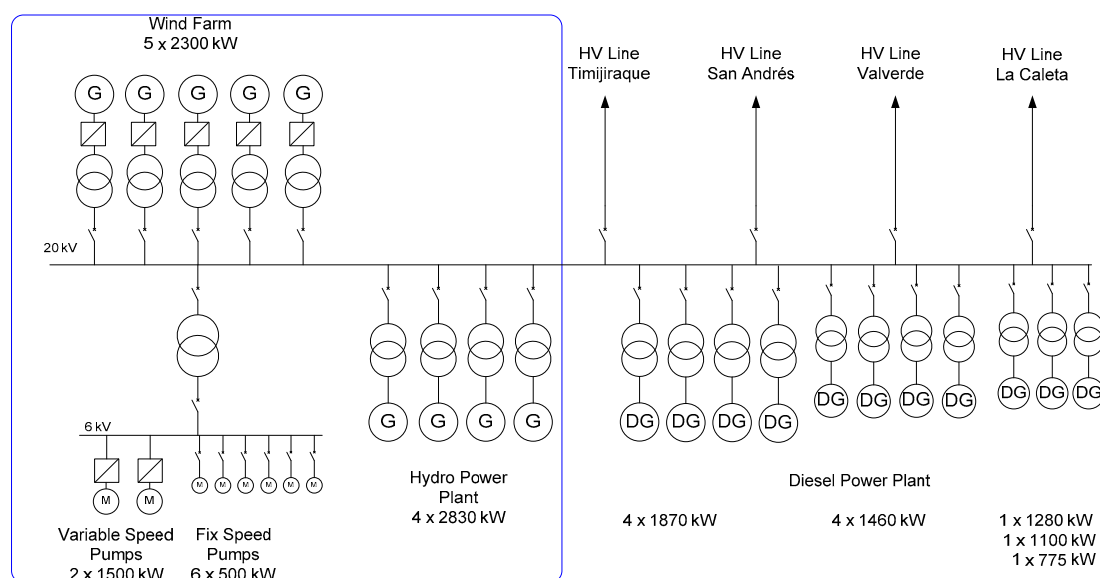 Wind Farm
5 x 2300 kW
HV Line
Timijiraque
HV Line
San Andrés
HV Line
Valverde
HV Line
La Caleta
G G G G G
20 kV
6 kV
M M M M M M M M
G G G G
DG DG DG DG
DG DG DG DG
DG DG DG
Variable Speed
Pumps
2 x 1500 kW
Fix Speed
Pumps
6 x 500 kW
Hydro Power
Plant
4 x 2830 kW
Diesel Power Plant
4 x 1870 kW
4 x 1460 kW
1 x 1280 kW
1 x 1100 kW
1 x 775 kW